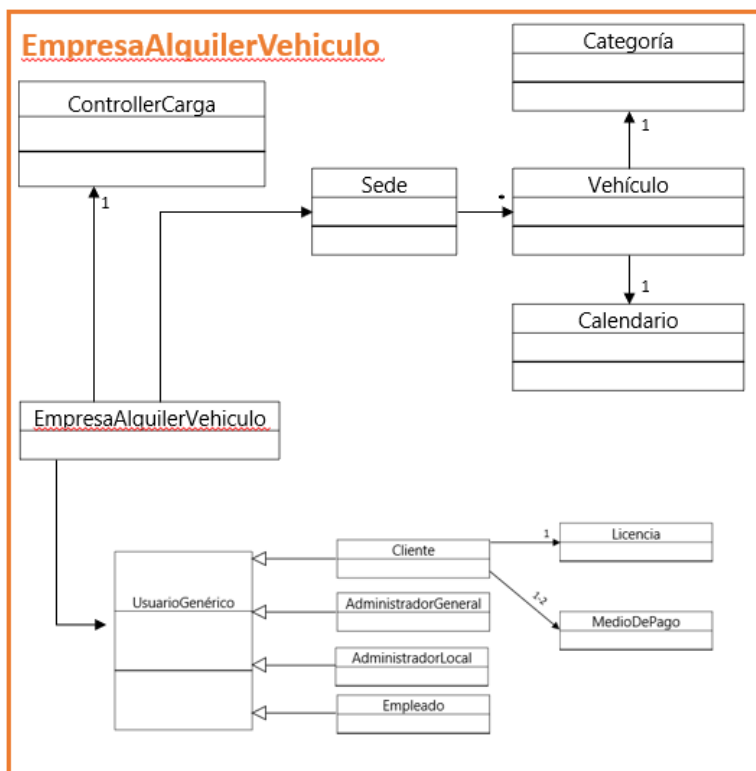 EmpresaAlquilerVehiculo
Categoría
ControllerCarga
1
1
Sede
*
Vehículo
1
Calendario
EmpresaAlquilerVehiculo
UsuarioGenérico
Cliente
1
Licencia
1-2
AdministradorGeneral
MedioDePago
AdministradorLocal
Empleado